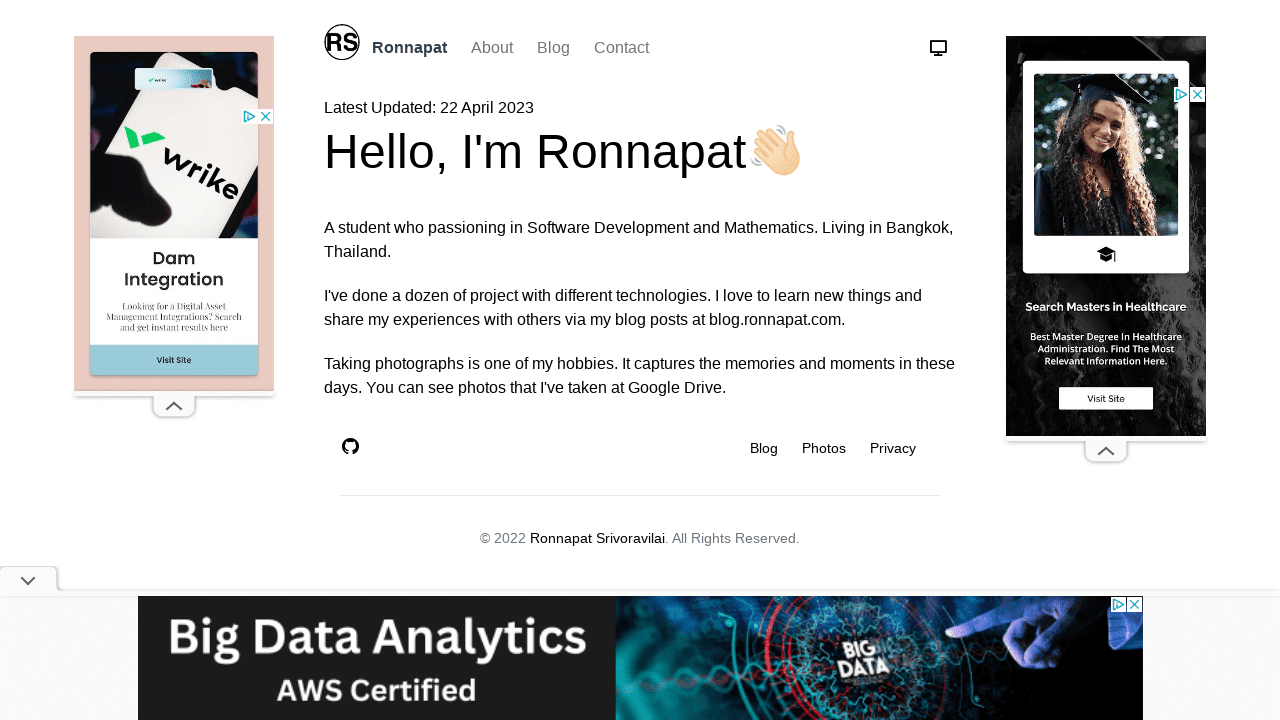 RS
Ronnapat
About
Blog
Contact
Latest Updated: 22 April 2023
Hello, I'm Ronnapat
A student who passioning in Software Development and Mathematics. Living in Bangkok,
Thailand.
I've done a dozen of project with different technologies. I love to learn new things and
share my experiences with others via my blog posts at blog.ronnapat.com.
Taking photographs is one of my hobbies. It captures the memories and moments in these
days. You can see photos that I've taken at Google Drive.
Blog
Photos
Privacy
© 2022 Ronnapat Srivoravilai. All Rights Reserved.
wrike
wrike
Dam
Integration
Looking for a Digital Asset
Management Integrations? Search
and get instant results here
Visit Site
Search Masters in Healthcare
Best Master Degree In Healthcare
Administration. Find The Most
Relevant Information Here.
Visit Site
Big Data Analytics
AWS Certified
BIG
DATA